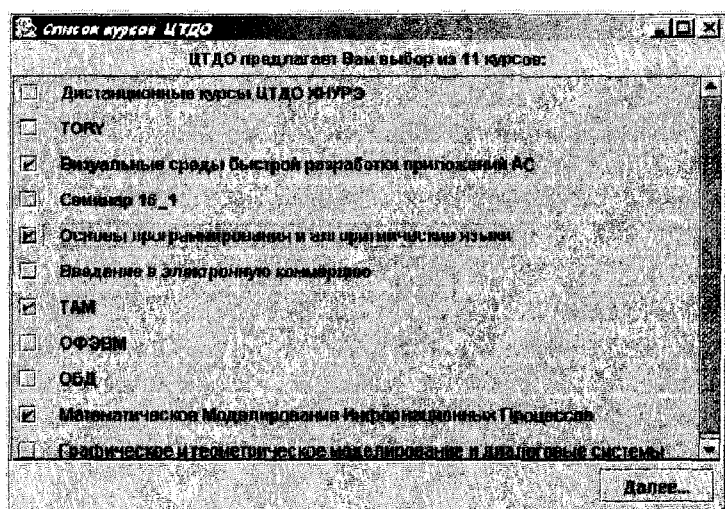 Список курсов ЦТДО
ЦТДО предлагает Вам выбор из 11 курсов:
Дистанционные курсы ЦТДО ХНУРЭ
TORY
Визуальные среды быстрой разработки приложений АС
Семинар 16_1
Основы программирования и алгоритмические языки
Введение в электронную коммерцию
ТАМ
ОФЭВМ
ОБД
Математическое Моделирование Информационных Процессов
Графическое и геометрическое моделирование и диалоговые системы
Далее...